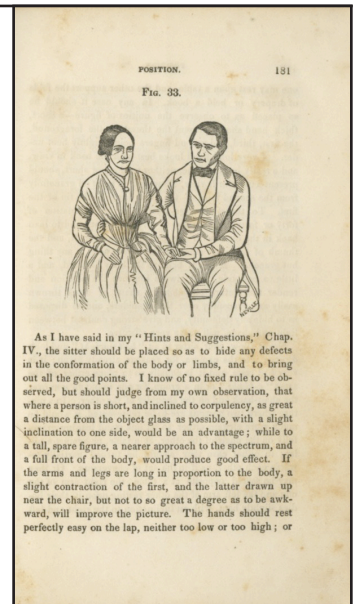 POSITION. 181
FIG. 33.
As I have said in my "Hints and Suggestions," Chap.
IV., the sitter should be placed so as to hide any defects
in the conformation of the body or limbs, and to bring
out all the good points. I know of no fixed rule to be ob-
served, but should judge from my own observation, that
where a person is short, and inclined to corpulency, as great
a distance from the object glass as possible, with a slight
inclination to one side, would be an advantage; while to
a tall, spare figure, a nearer approach to the spectrum, and
a full front of the body, would produce good effect. If
the arms and legs are long in proportion to the body, a
slight contraction of the first, and the latter drawn up
near the chair, but not to so great a degree as to be awk-
ward, will improve the picture. The hands should rest
perfectly easy on the lap, neither too low or too high; or